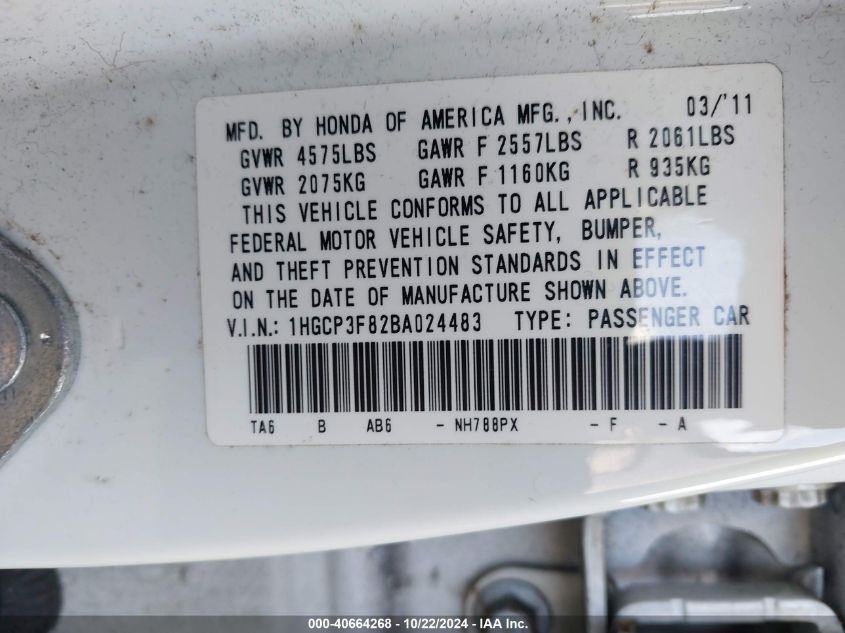 MFD. BY HONDA OF AMERICA MFG., INC. 03/'11
GVWR 4575LBS GAWR F 2557LBS R 2061LBS
GVWR 2075KG GAWR F 1160KG R 935KG
THIS VEHICLE CONFORMS TO ALL APPLICABLE
FEDERAL MOTOR VEHICLE SAFETY, BUMPER,
AND THEFT PREVENTION STANDARDS IN EFFECT
ON THE DATE OF MANUFACTURE SHOWN ABOVE.
V.I.N.: 1HGCP3F82BA024483 TYPE: PASSENGER CAR
TA6 B AB6 - NH788PX - F - A
000-40664268 - 10/22/2024 - IAA Inc.